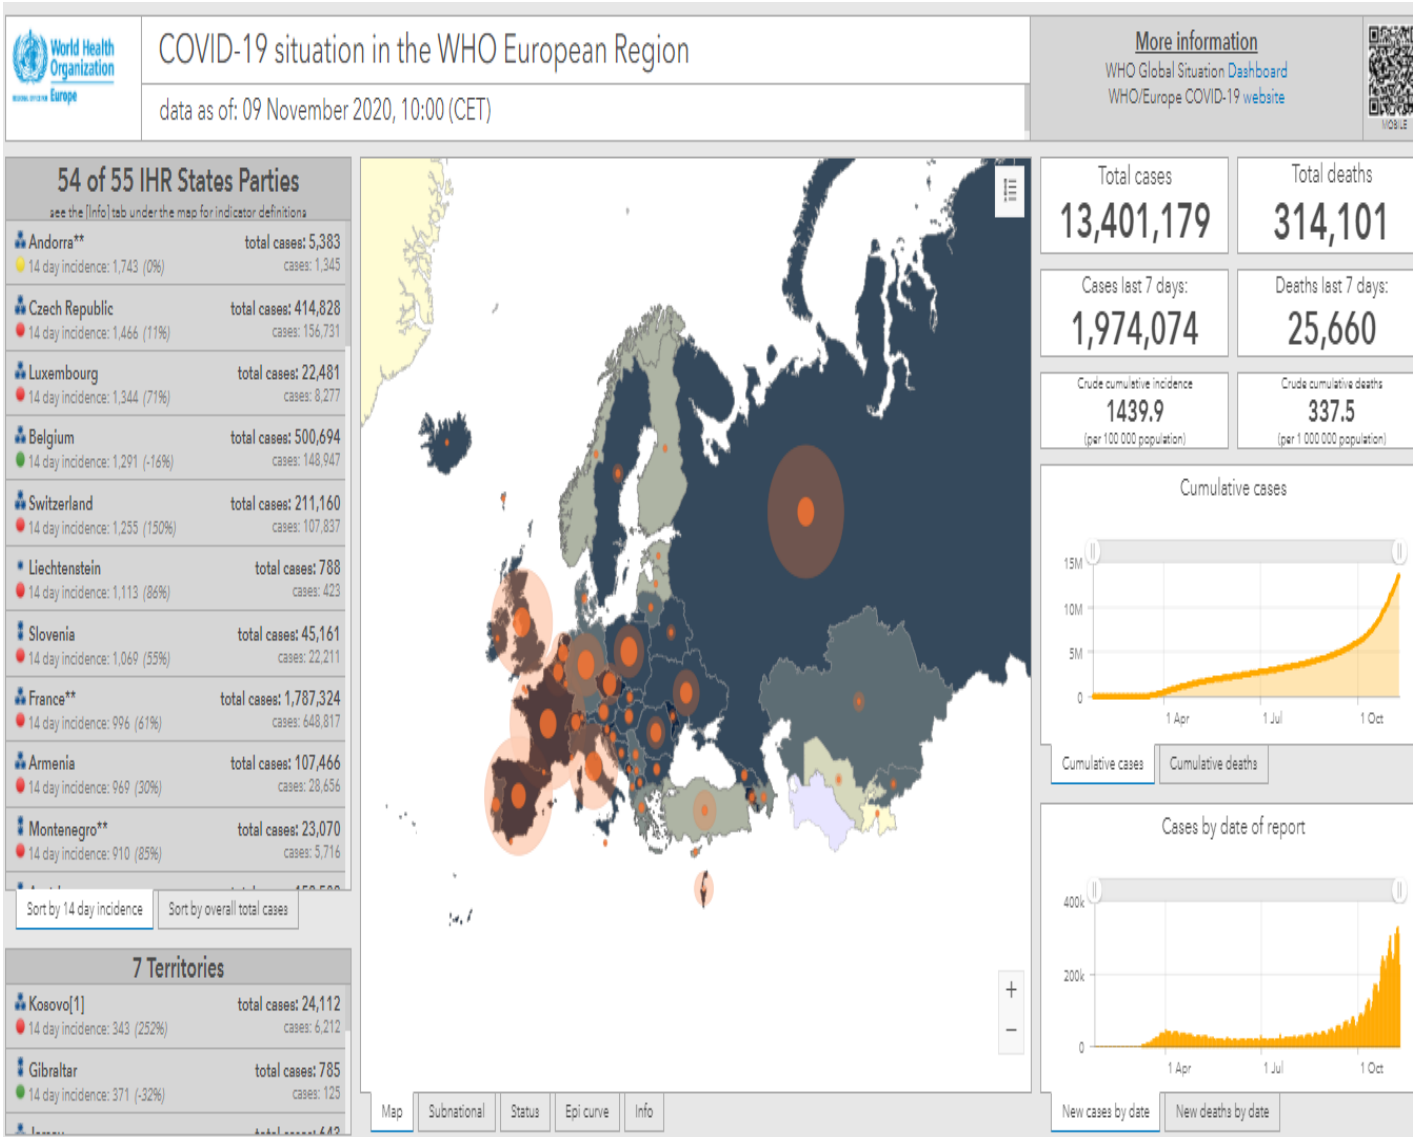 World Health
Organization
REGIONAL OFFICE FOR Europe
COVID-19 situation in the WHO European Region
data as of: 09 November 2020, 10:00 (CET)
More information
WHO Global Situation Dashboard
WHO/Europe COVID-19 website
MOBILE
54 of 55 IHR States Parties
see the [Info] tab under the map for indicator definitions
Andorra** total cases: 5,383
14 day incidence: 1,743 (0%) cases: 1,345
Czech Republic total cases: 414,828
14 day incidence: 1,466 (11%) cases: 156,731
Luxembourg total cases: 22,481
14 day incidence: 1,344 (71%) cases: 8,277
Belgium total cases: 500,694
14 day incidence: 1,291 (-16%) cases: 148,947
Switzerland total cases: 211,160
14 day incidence: 1,255 (150%) cases: 107,837
Liechtenstein total cases: 788
14 day incidence: 1,113 (86%) cases: 423
Slovenia total cases: 45,161
14 day incidence: 1,069 (55%) cases: 22,211
France** total cases: 1,787,324
14 day incidence: 996 (61%) cases: 648,817
Armenia total cases: 107,466
14 day incidence: 969 (30%) cases: 28,656
Montenegro** total cases: 23,070
14 day incidence: 910 (85%) cases: 5,716
Sort by 14 day incidence
Sort by overall total cases
7 Territories
Kosovo[1] total cases: 24,112
14 day incidence: 343 (252%) cases: 6,212
Gibraltar total cases: 785
14 day incidence: 371 (-32%) cases: 125
Map
Subnational
Status
Epi curve
Info
+
−
Total cases
13,401,179
Total deaths
314,101
Cases last 7 days:
1,974,074
Deaths last 7 days:
25,660
Crude cumulative incidence
1439.9
(per 100 000 population)
Crude cumulative deaths
337.5
(per 1 000 000 population)
Cumulative cases
15M
10M
5M
0
1 Apr
1 Jul
1 Oct
Cumulative cases
Cumulative deaths
Cases by date of report
400k
200k
0
1 Apr
1 Jul
1 Oct
New cases by date
New deaths by date